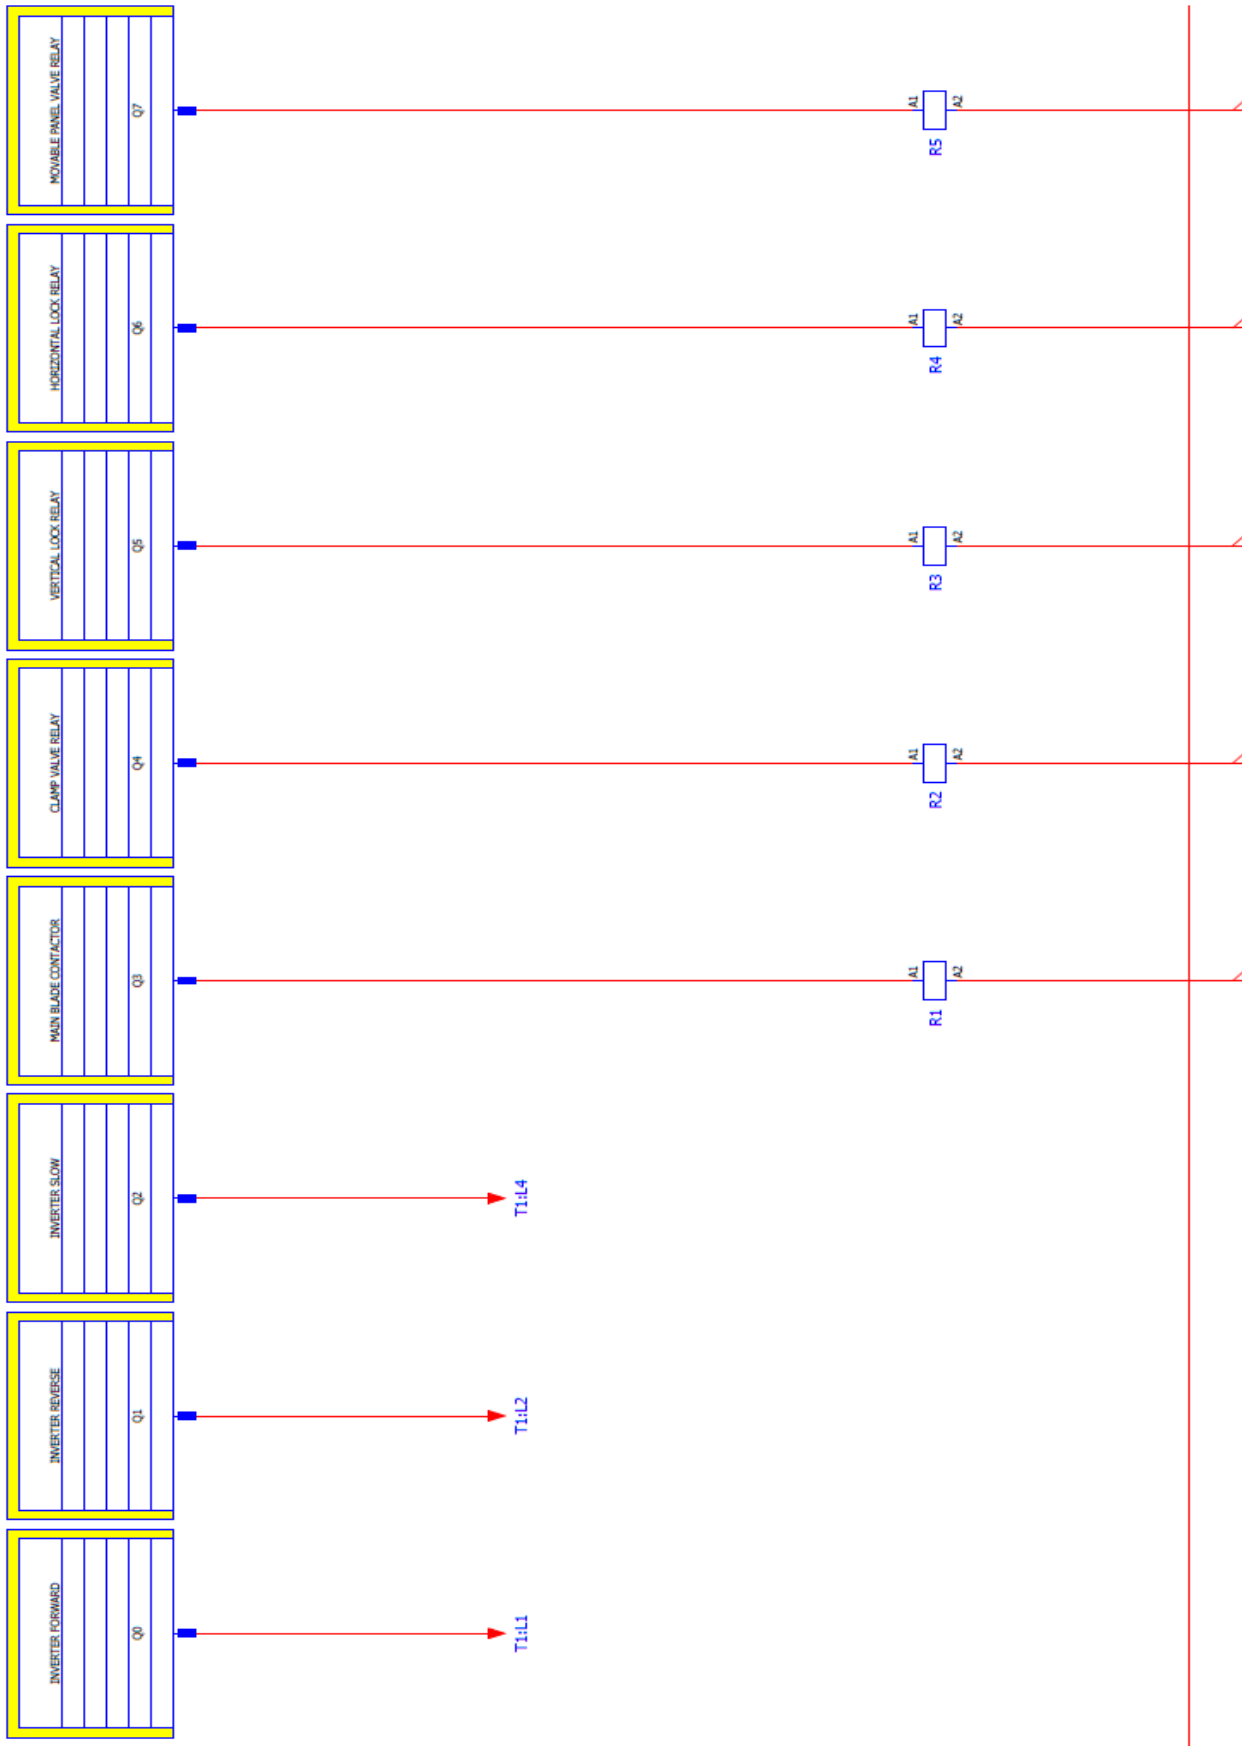 MOVABLE PANEL VALVE RELAY
Q7
A1
A2
R5
HORIZONTAL LOCK RELAY
Q6
A1
A2
R4
VERTICAL LOCK RELAY
Q5
A1
A2
R3
CLAMP VALVE RELAY
Q4
A1
A2
R2
MAIN BLADE CONTACTOR
Q3
A1
A2
R1
INVERTER SLOW
Q2
T1:L4
INVERTER REVERSE
Q1
T1:L2
INVERTER FORWARD
Q0
T1:L1